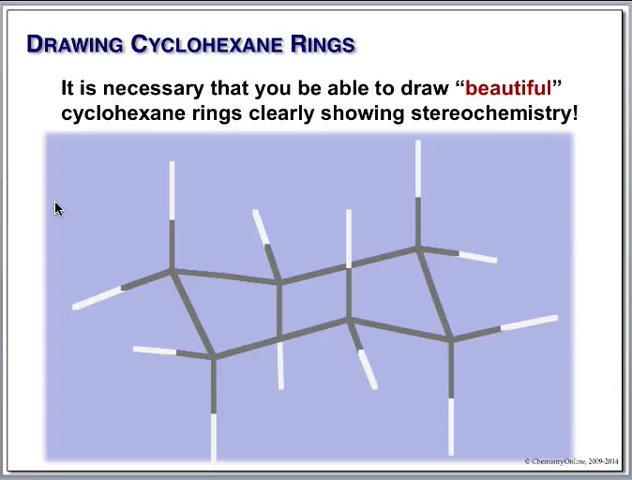 DRAWING CYCLOHEXANE RINGS
It is necessary that you be able to draw “beautiful”
cyclohexane rings clearly showing stereochemistry!
© ChemistryOnline, 2009-2014